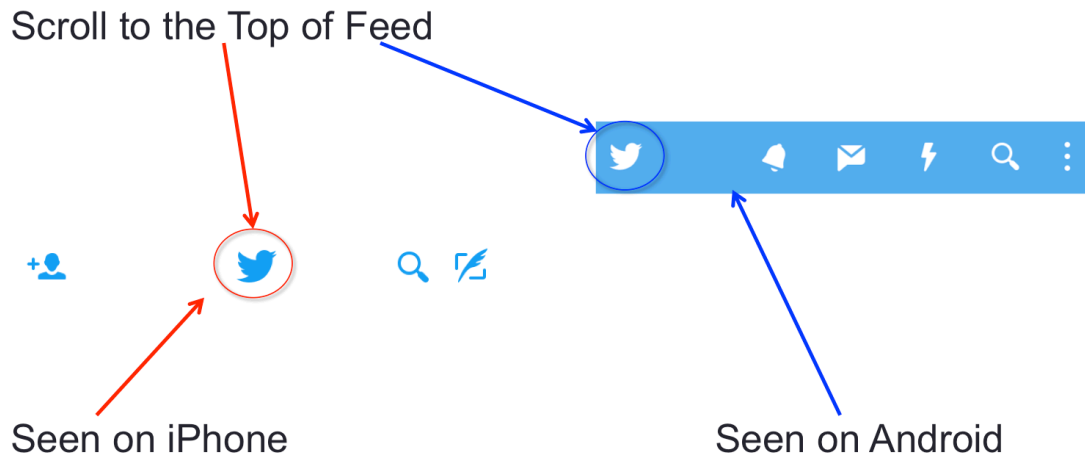 Scroll to the Top of Feed
Seen on iPhone
Seen on Android